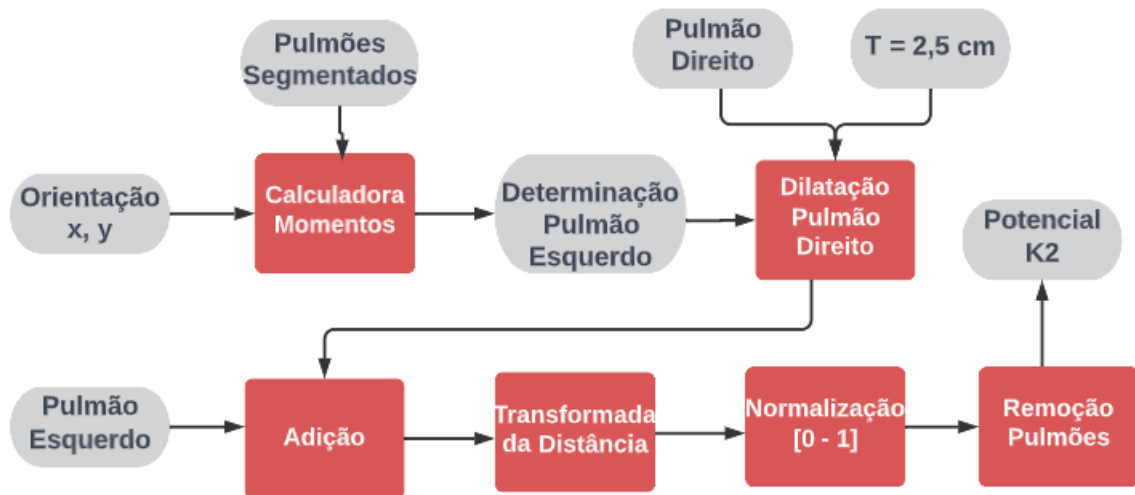 Pulmões
Segmentados
Pulmão
Direito
T = 2,5 cm
Orientação
x, y
Calculadora
Momentos
Determinação
Pulmão
Esquerdo
Dilatação
Pulmão
Direito
Potencial
K2
Pulmão
Esquerdo
Adição
Transformada
da Distância
Normalização
[0 - 1]
Remoção
Pulmões